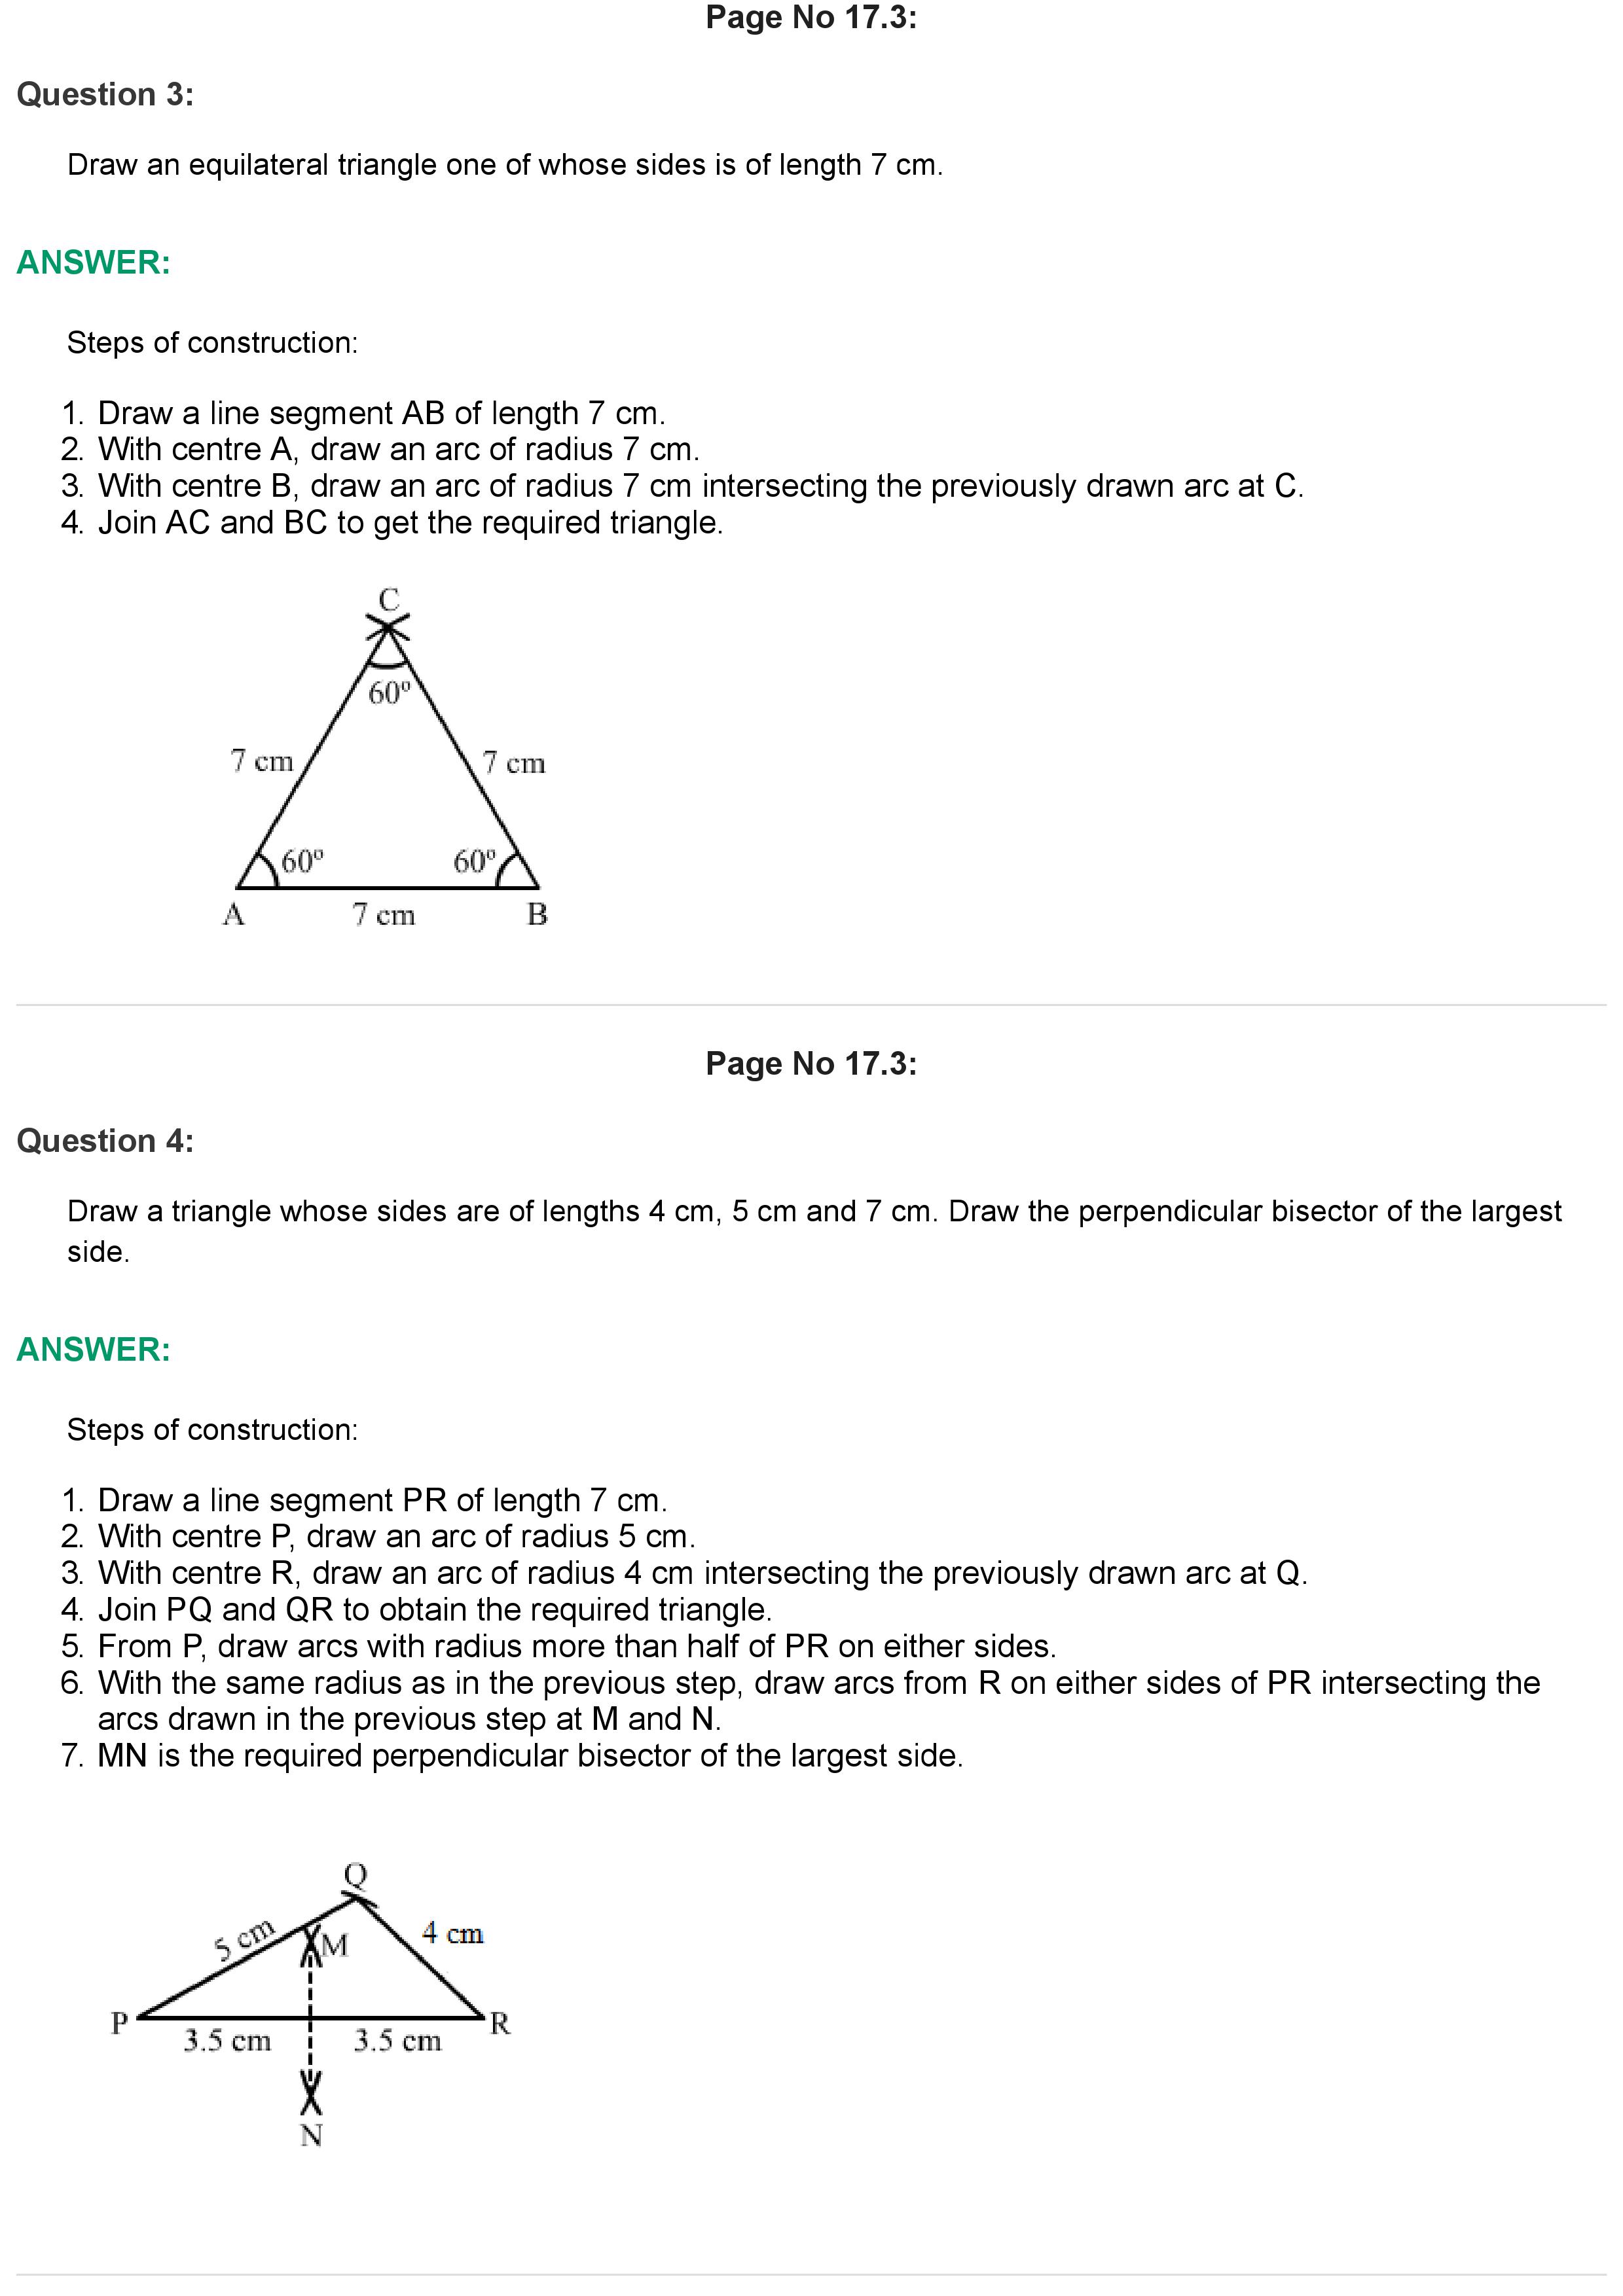 Page No 17.3:
Question 3:
Draw an equilateral triangle one of whose sides is of length 7 cm.
ANSWER:
Steps of construction:
1. Draw a line segment AB of length 7 cm.
2. With centre A, draw an arc of radius 7 cm.
3. With centre B, draw an arc of radius 7 cm intersecting the previously drawn arc at C.
4. Join AC and BC to get the required triangle.
C
60º
7 cm
7 cm
60º
60º
A
7 cm
B
Page No 17.3:
Question 4:
Draw a triangle whose sides are of lengths 4 cm, 5 cm and 7 cm. Draw the perpendicular bisector of the largest
side.
ANSWER:
Steps of construction:
1. Draw a line segment PR of length 7 cm.
2. With centre P, draw an arc of radius 5 cm.
3. With centre R, draw an arc of radius 4 cm intersecting the previously drawn arc at Q.
4. Join PQ and QR to obtain the required triangle.
5. From P, draw arcs with radius more than half of PR on either sides.
6. With the same radius as in the previous step, draw arcs from R on either sides of PR intersecting the
arcs drawn in the previous step at M and N.
7. MN is the required perpendicular bisector of the largest side.
Q
5 cm
M
4 cm
P
R
3.5 cm
3.5 cm
N